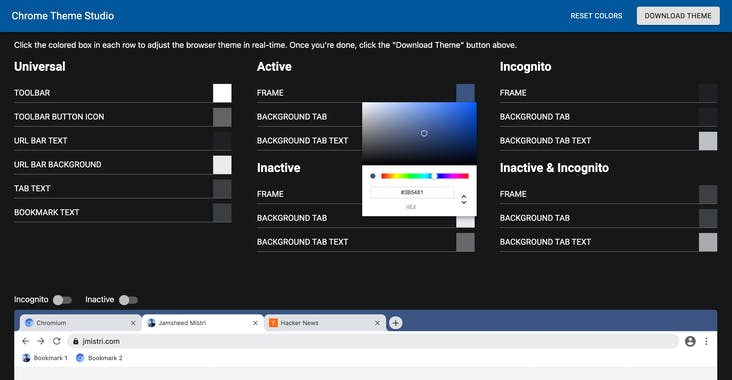 Chrome Theme Studio
RESET COLORS
DOWNLOAD THEME
Click the colored box in each row to adjust the browser theme in real-time. Once you're done, click the "Download Theme" button above.
Universal
TOOLBAR
TOOLBAR BUTTON ICON
URL BAR TEXT
URL BAR BACKGROUND
TAB TEXT
BOOKMARK TEXT
Active
FRAME
BACKGROUND TAB
BACKGROUND TAB TEXT
Inactive
FRAME
BACKGROUND TAB
BACKGROUND TAB TEXT
#3B5481
HEX
Incognito
FRAME
BACKGROUND TAB
BACKGROUND TAB TEXT
Inactive & Incognito
FRAME
BACKGROUND TAB
BACKGROUND TAB TEXT
Incognito
Inactive
Chromium
Jamsheed Mistri
Hacker News
jmistri.com
Bookmark 1
Bookmark 2